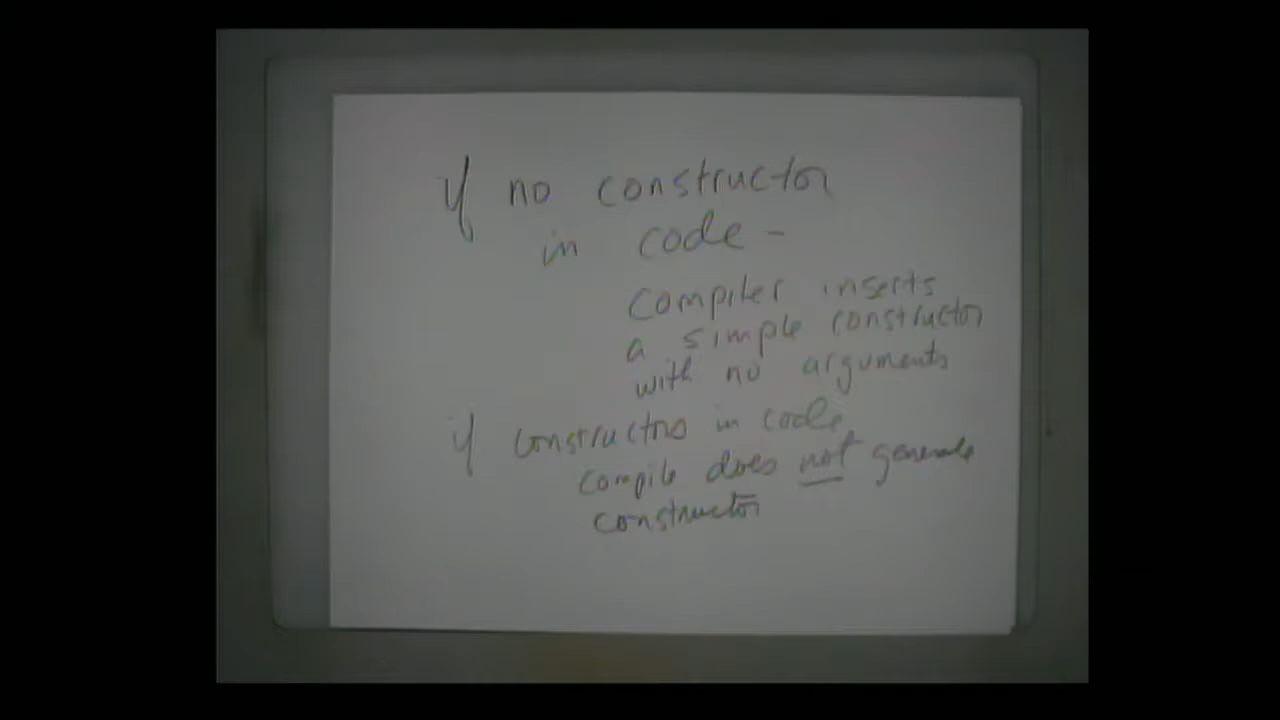 if no constructor
in code -
compiler inserts
a simple constructor
with no arguments
if constructors in code
compile does not generate
constructor